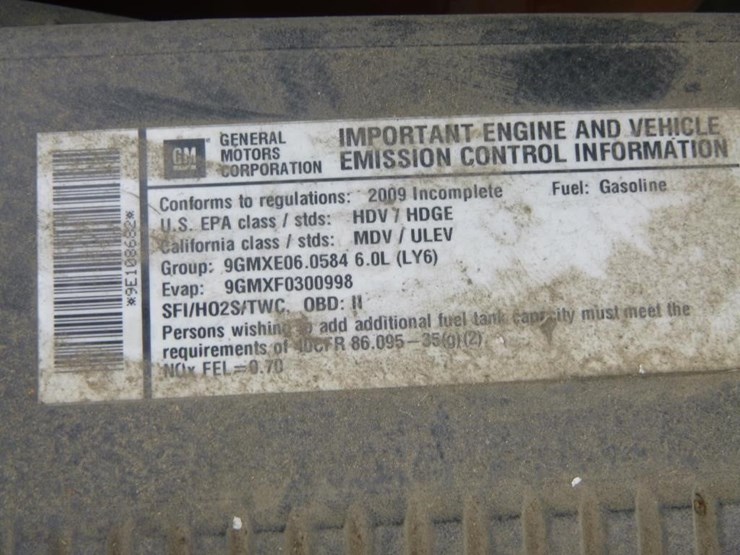 *9E108682*
GM
GENERAL
MOTORS
CORPORATION
IMPORTANT ENGINE AND VEHICLE
EMISSION CONTROL INFORMATION
Conforms to regulations: 2009 Incomplete Fuel: Gasoline
U.S. EPA class / stds: HDV / HDGE
California class / stds: MDV / ULEV
Group: 9GMXE06.0584 6.0L (LY6)
Evap: 9GMXF0300998
SFI/HO2S/TWC, OBD: II
Persons wishing to add additional fuel tank capacity must meet the
requirements of 40CFR 86.095-35(g)(2).
NOx FEL=0.70